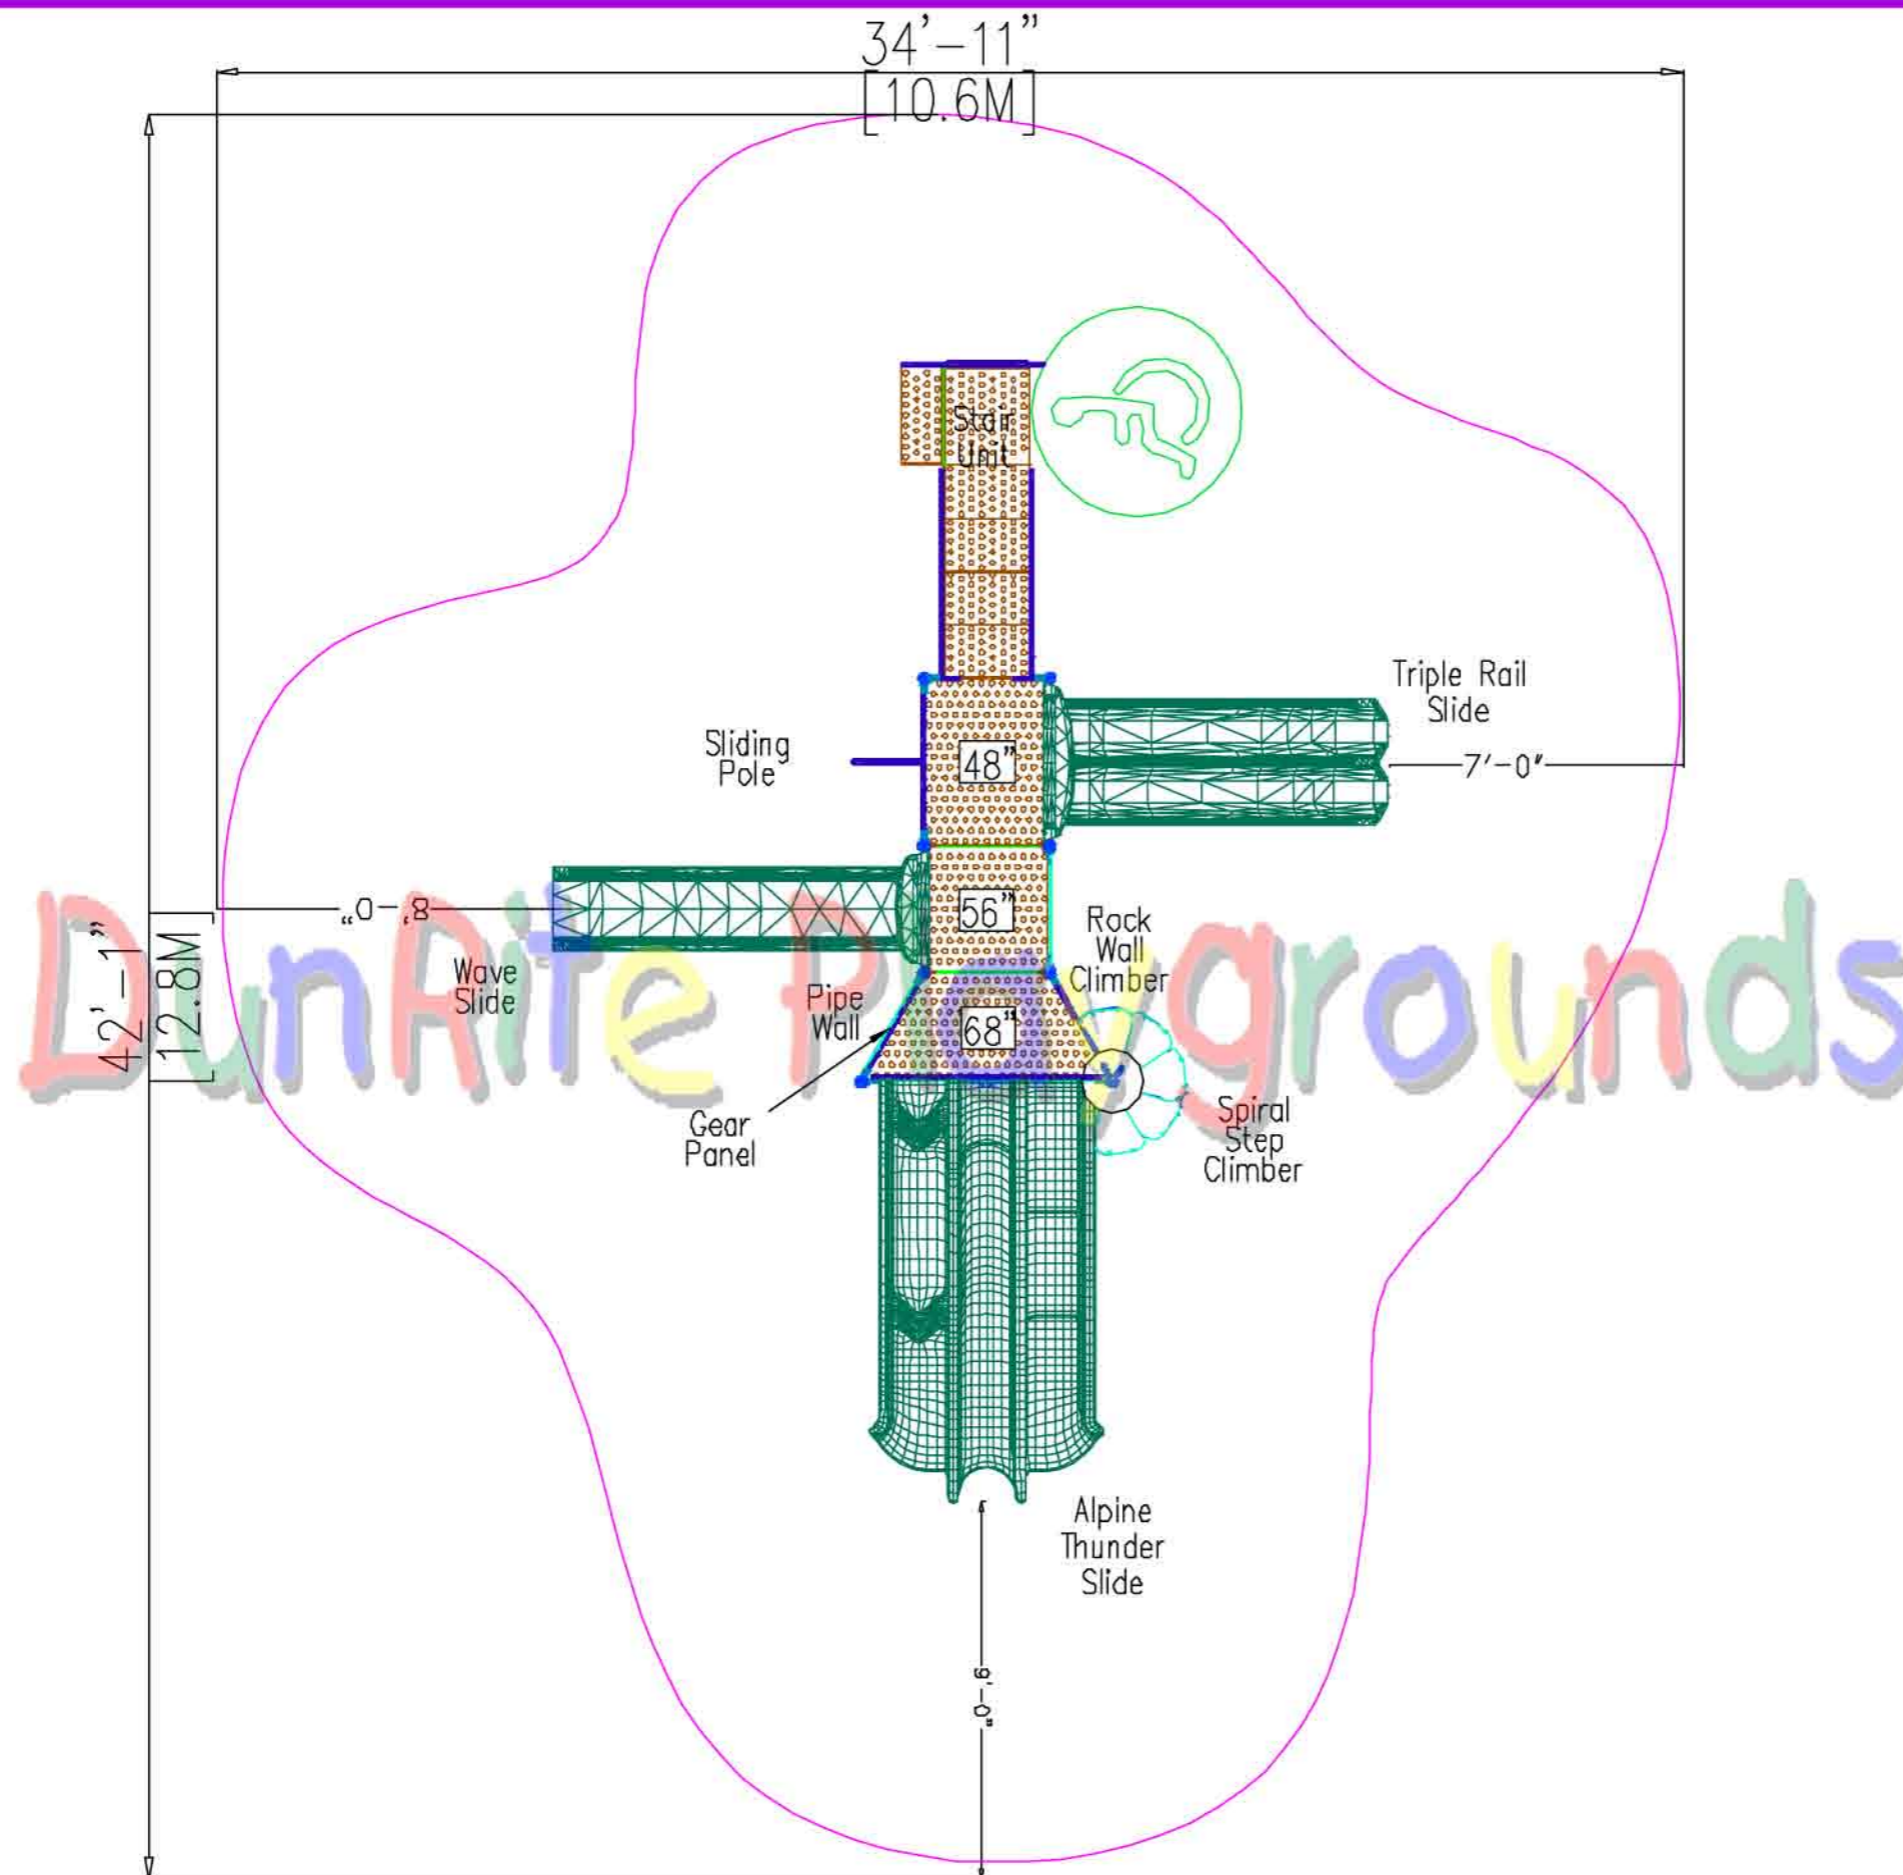 34'-11"
[10.6M]
Stair
Unit
Triple Rail
Slide
Sliding
Pole
48"
7'-0"
8'-0"
56"
Rock
Wall
Climber
42'-1"
12.8M
DunRite Playgrounds
Wave
Slide
Pipe
Wall
68"
Gear
Panel
Spiral
Step
Climber
Alpine
Thunder
Slide
9'-0"